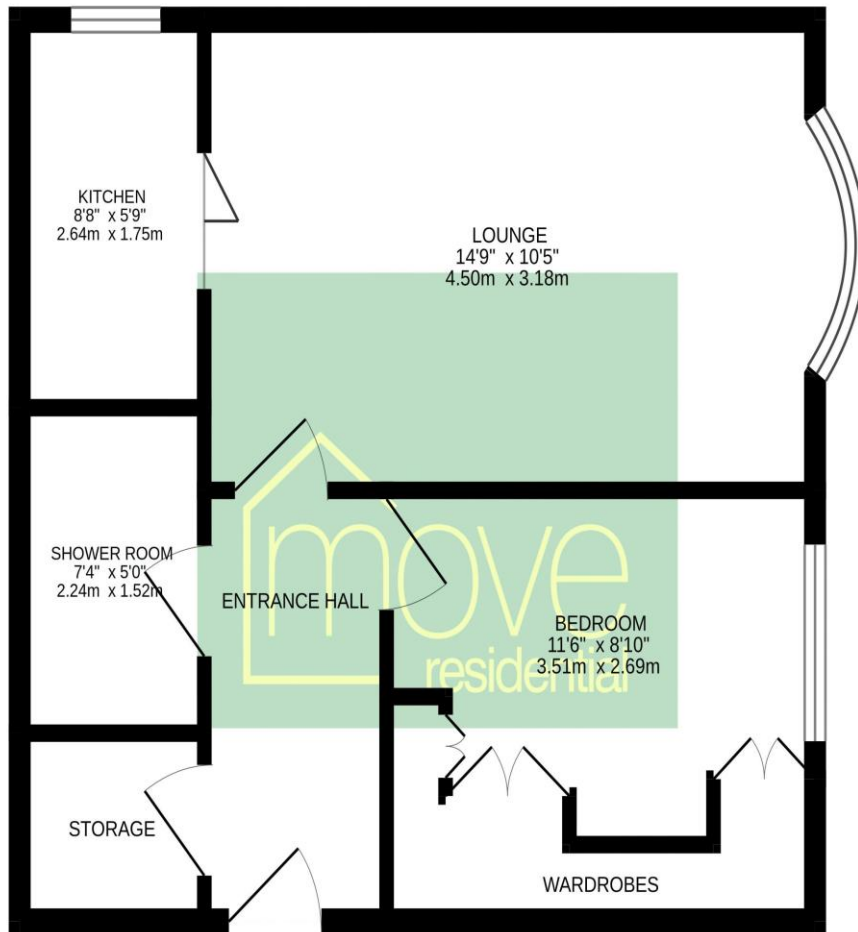 KITCHEN
8'8" x 5'9"
2.64m x 1.75m
LOUNGE
14'9" x 10'5"
4.50m x 3.18m
SHOWER ROOM
7'4" x 5'0"
2.24m x 1.52m
ENTRANCE HALL
move
residential
BEDROOM
11'6" x 8'10"
3.51m x 2.69m
STORAGE
WARDROBES